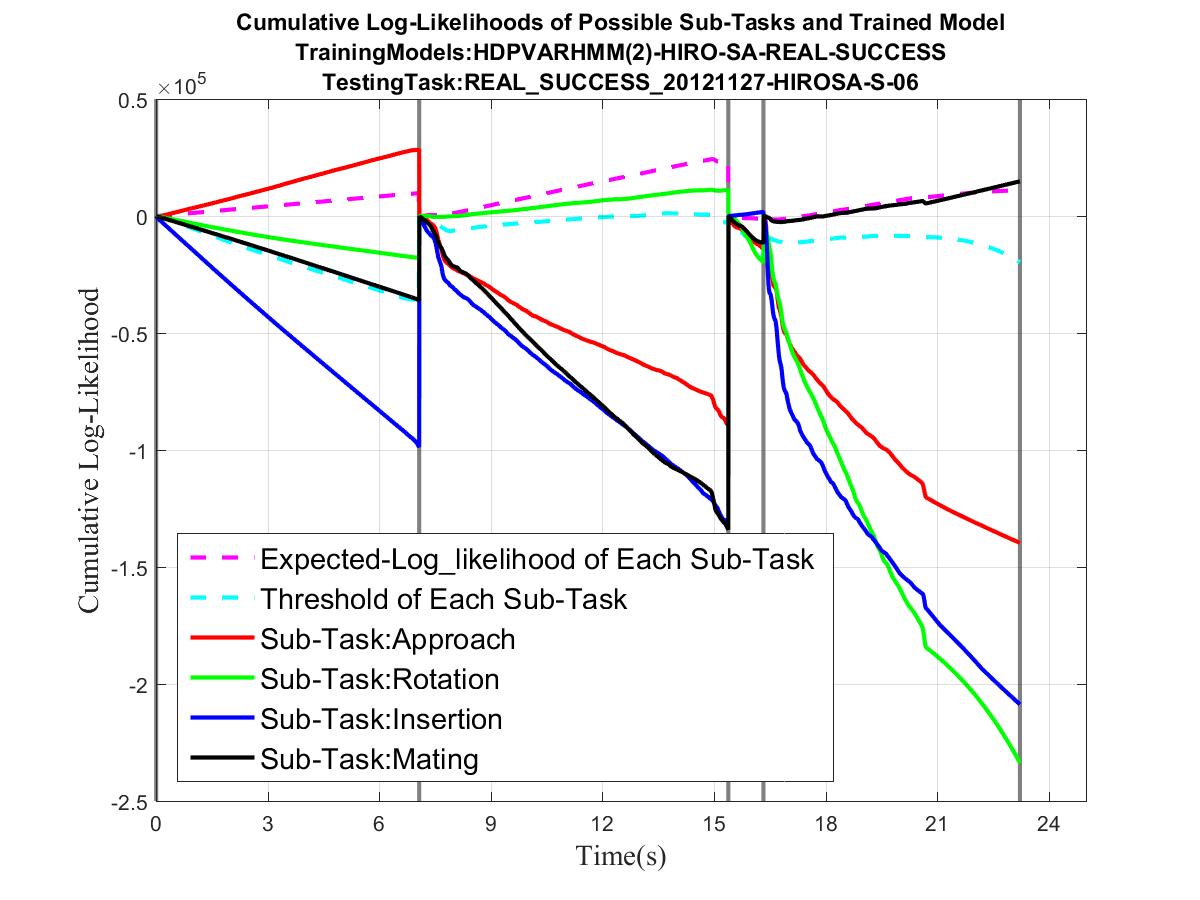 Cumulative Log-Likelihoods of Possible Sub-Tasks and Trained Model
TrainingModels:HDPVARHMM(2)-HIRO-SA-REAL-SUCCESS
TestingTask:REAL_SUCCESS_20121127-HIROSA-S-06
×10^5
0.5
0
-0.5
-1
-1.5
-2
-2.5
Cumulative Log-Likelihood
Expected-Log_likelihood of Each Sub-Task
Threshold of Each Sub-Task
Sub-Task:Approach
Sub-Task:Rotation
Sub-Task:Insertion
Sub-Task:Mating
0 3 6 9 12 15 18 21 24
Time(s)